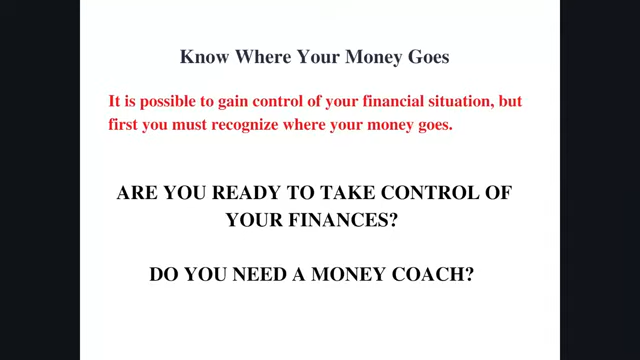 Know Where Your Money Goes
It is possible to gain control of your financial situation, but
first you must recognize where your money goes.
ARE YOU READY TO TAKE CONTROL OF
YOUR FINANCES?
DO YOU NEED A MONEY COACH?